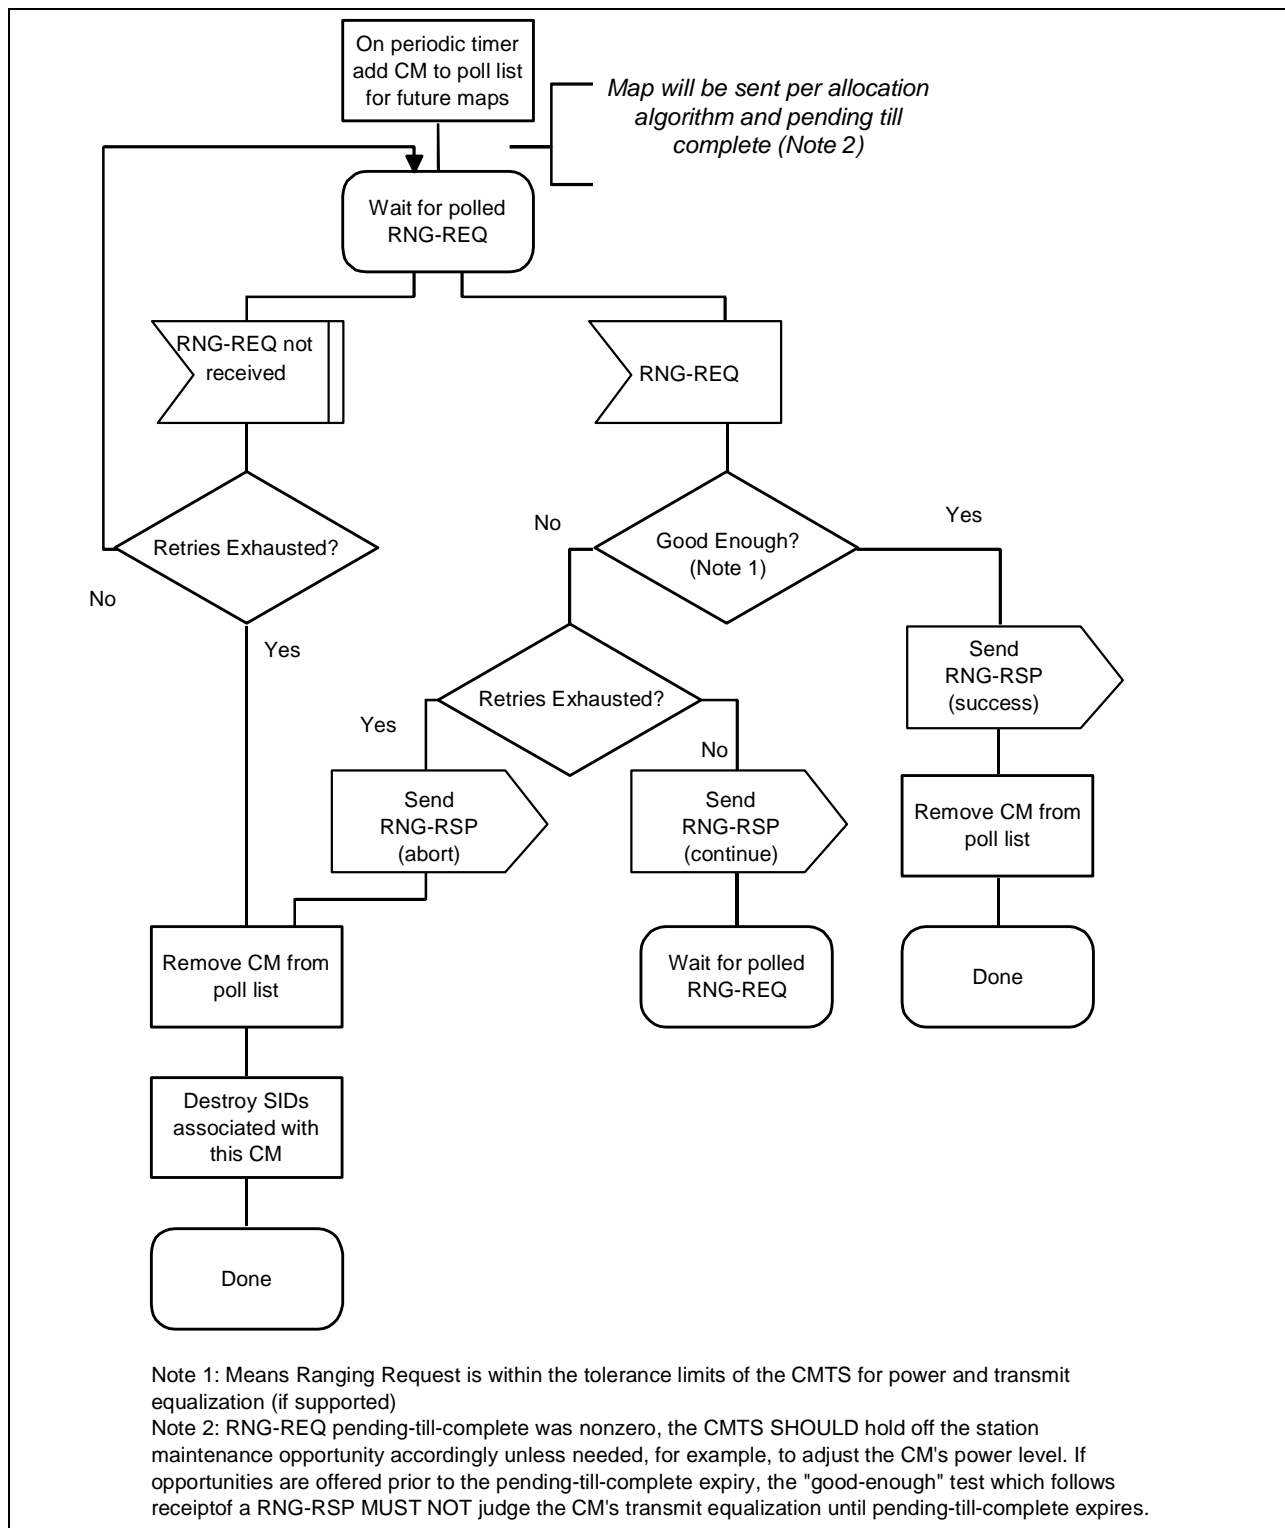 On periodic timer
add CM to poll list
for future maps
Map will be sent per allocation
algorithm and pending till
complete (Note 2)
Wait for polled
RNG-REQ
RNG-REQ not
received
RNG-REQ
Retries Exhausted?
No
Yes
No
Good Enough?
(Note 1)
Yes
Retries Exhausted?
Yes
No
Send
RNG-RSP
(success)
Send
RNG-RSP
(abort)
Send
RNG-RSP
(continue)
Remove CM from
poll list
Remove CM from
poll list
Wait for polled
RNG-REQ
Done
Destroy SIDs
associated with
this CM
Done
Note 1: Means Ranging Request is within the tolerance limits of the CMTS for power and transmit
equalization (if supported)
Note 2: RNG-REQ pending-till-complete was nonzero, the CMTS SHOULD hold off the station
maintenance opportunity accordingly unless needed, for example, to adjust the CM's power level. If
opportunities are offered prior to the pending-till-complete expiry, the "good-enough" test which follows
receiptof a RNG-RSP MUST NOT judge the CM's transmit equalization until pending-till-complete expires.